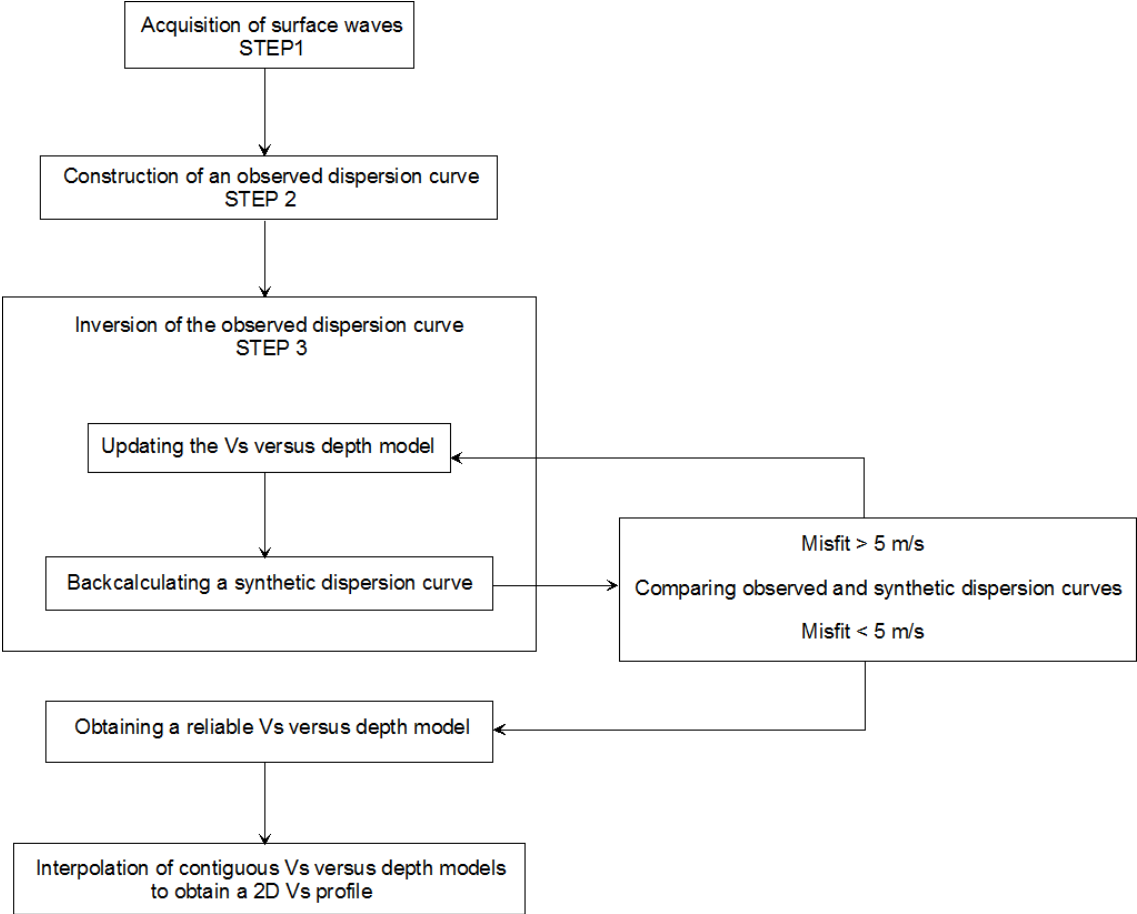 Acquisition of surface waves
STEP1
Construction of an observed dispersion curve
STEP 2
Inversion of the observed dispersion curve
STEP 3
Updating the Vs versus depth model
Backcalculating a synthetic dispersion curve
Misfit > 5 m/s
Comparing observed and synthetic dispersion curves
Misfit < 5 m/s
Obtaining a reliable Vs versus depth model
Interpolation of contiguous Vs versus depth models
to obtain a 2D Vs profile